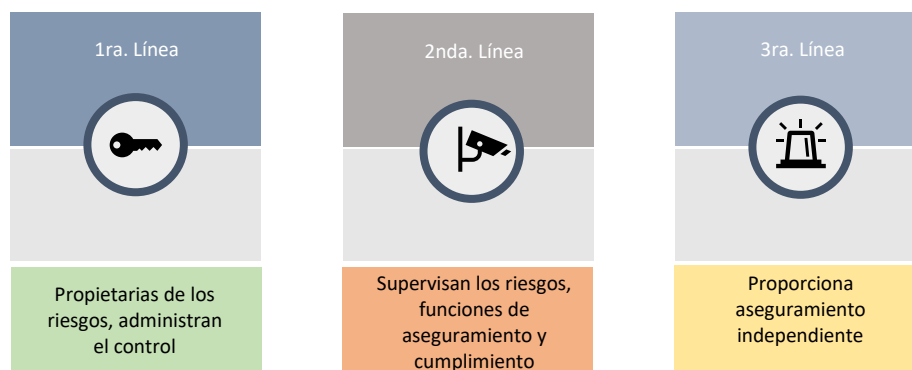 1ra. Línea
2nda. Línea
3ra. Línea
Propietarias de los
riesgos, administran
el control
Supervisan los riesgos,
funciones de
aseguramiento y
cumplimiento
Proporciona
aseguramiento
independiente